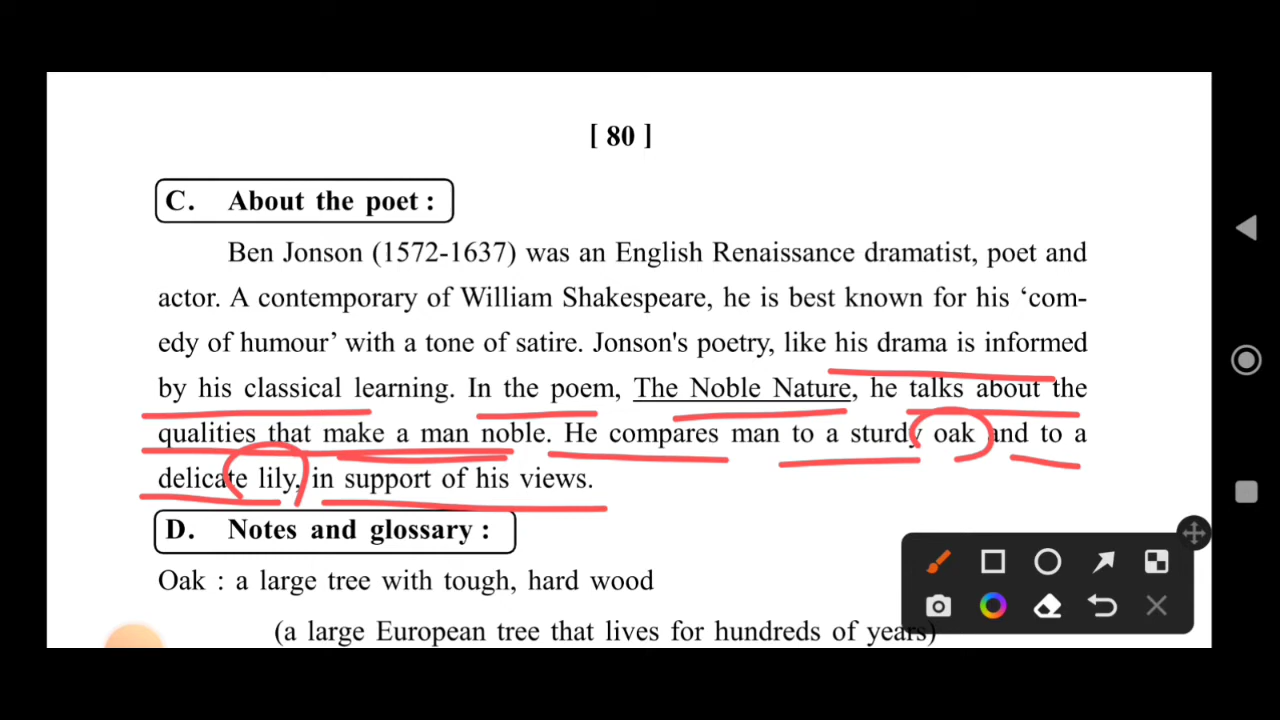 [ 80 ]
C. About the poet :
Ben Jonson (1572-1637) was an English Renaissance dramatist, poet and
actor. A contemporary of William Shakespeare, he is best known for his ‘com-
edy of humour’ with a tone of satire. Jonson's poetry, like his drama is informed
by his classical learning. In the poem, The Noble Nature, he talks about the
qualities that make a man noble. He compares man to a sturdy oak and to a
delicate lily, in support of his views.
D. Notes and glossary :
Oak : a large tree with tough, hard wood
(a large European tree that lives for hundreds of years)